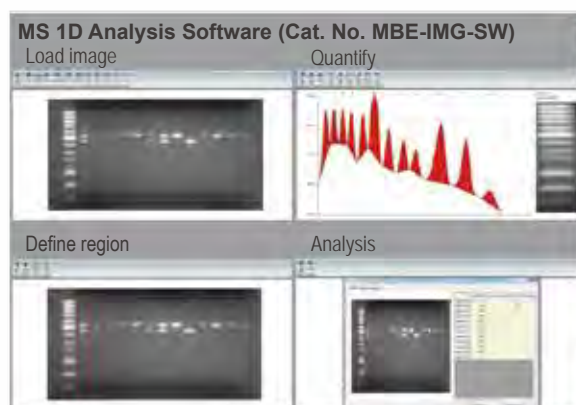 MS 1D Analysis Software (Cat. No. MBE-IMG-SW)
Load image
Quantify
Define region
Analysis